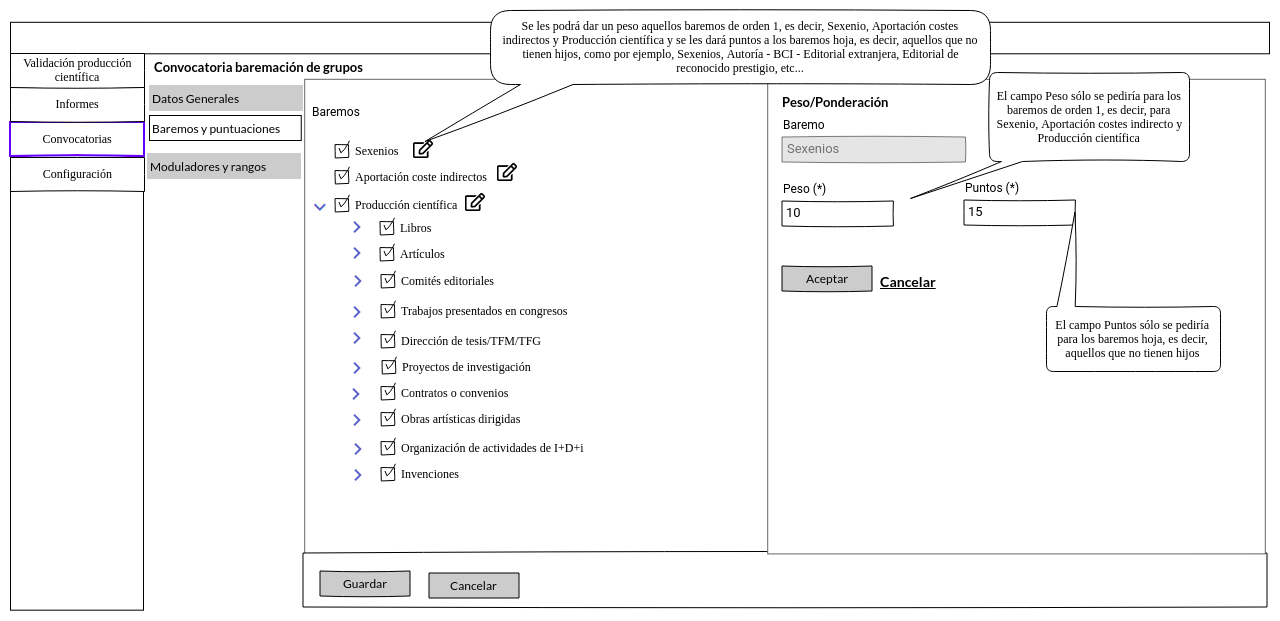 Se les podrá dar un peso aquellos baremos de orden 1, es decir, Sexenio, Aportación costes
indirectos y Producción científica y se les dará puntos a los baremos hoja, es decir, aquellos que no
tienen hijos, como por ejemplo, Sexenios, Autoría - BCI - Editorial extranjera, Editorial de
reconocido prestigio, etc...
Validación producción
científica
Informes
Convocatorias
Configuración
Convocatoria baremación de grupos
Datos Generales
Baremos y puntuaciones
Moduladores y rangos
Baremos
Sexenios
Aportación coste indirectos
Producción científica
Libros
Artículos
Comités editoriales
Trabajos presentados en congresos
Dirección de tesis/TFM/TFG
Proyectos de investigación
Contratos o convenios
Obras artísticas dirigidas
Organización de actividades de I+D+i
Invenciones
Peso/Ponderación
Baremo
Sexenios
Peso (*)
10
Puntos (*)
15
Aceptar
Cancelar
El campo Peso sólo se pediría para los
baremos de orden 1, es decir, para
Sexenio, Aportación costes indirecto y
Producción científica
El campo Puntos sólo se pediría
para los baremos hoja, es decir,
aquellos que no tienen hijos
Guardar
Cancelar